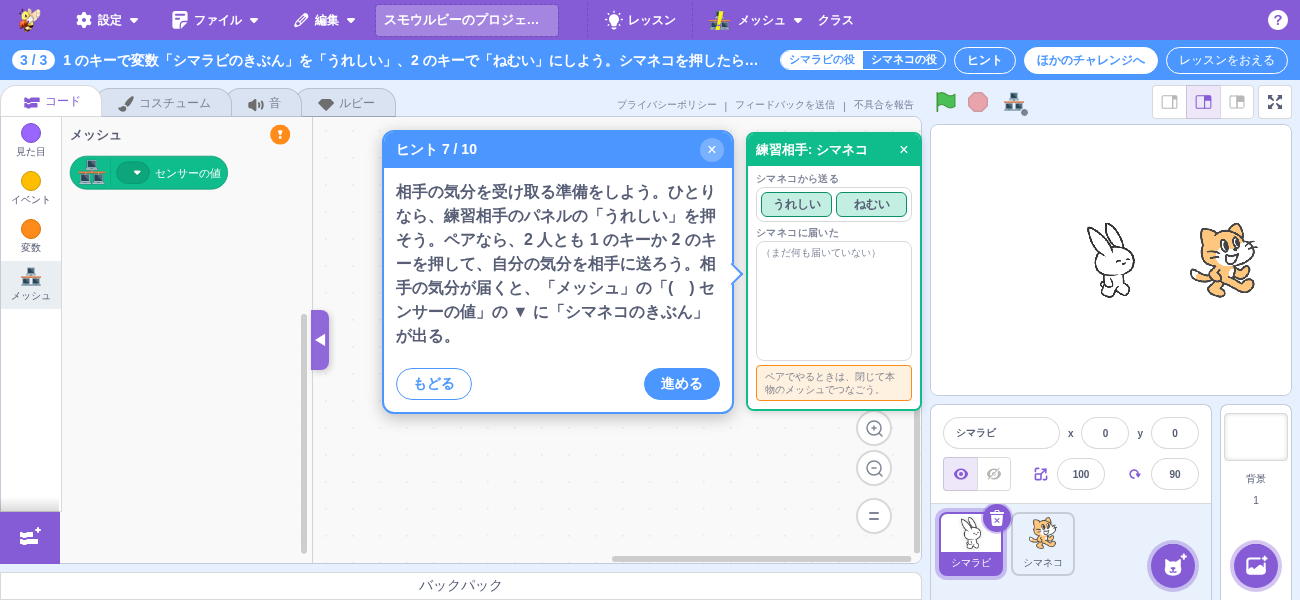 設定
ファイル
編集
スモウルビーのプロジェ…
レッスン
メッシュ
クラス
?
3 / 3
1 のキーで変数「シマラビのきぶん」を「うれしい」、2 のキーで「ねむい」にしよう。シマネコを押したら…
シマラビの役
シマネコの役
ヒント
ほかのチャレンジへ
レッスンをおえる
コード
コスチューム
音
ルビー
プライバシーポリシー | フィードバックを送信 | 不具合を報告
見た目
イベント
変数
メッシュ
メッシュ
センサーの値
ヒント 7 / 10
相手の気分を受け取る準備をしよう。ひとり
なら、練習相手のパネルの「うれしい」を押
そう。ペアなら、2 人とも 1 のキーか 2 のキ
ーを押して、自分の気分を相手に送ろう。相
手の気分が届くと、「メッシュ」の「(　) セ
ンサーの値」の ▼ に「シマネコのきぶん」
が出る。
もどる
進める
練習相手: シマネコ
シマネコから送る
うれしい
ねむい
シマネコに届いた
（まだ何も届いていない）
ペアでやるときは、閉じて本
物のメッシュでつなごう。
バックパック
シマラビ
x
0
y
0
100
90
シマラビ
シマネコ
背景
1